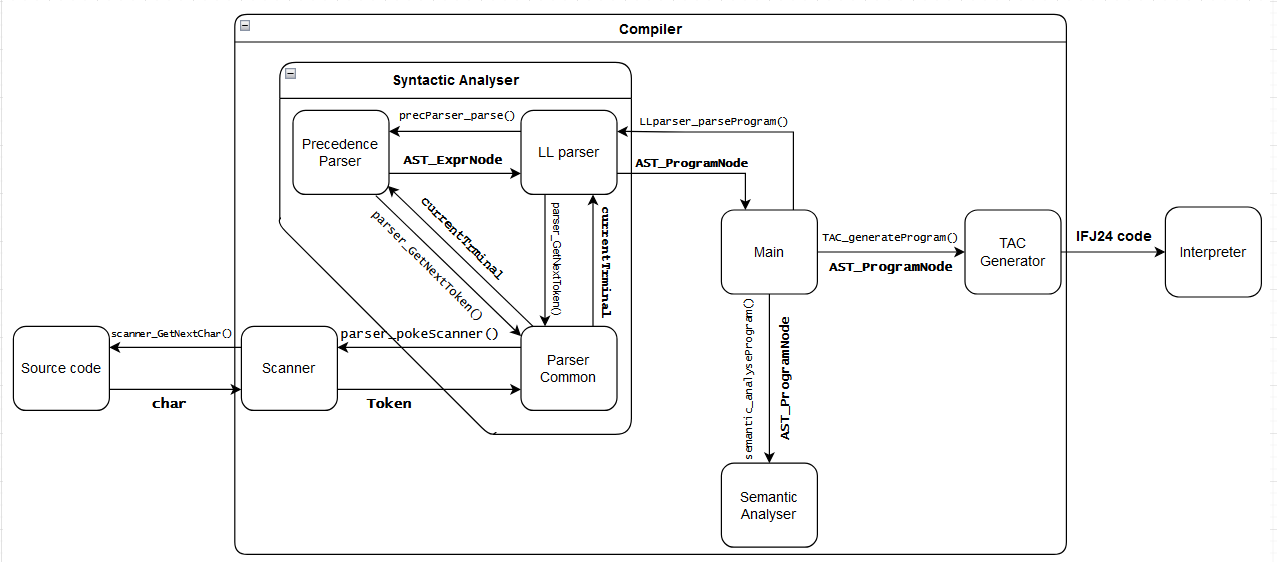 Compiler
Syntactic Analyser
precParser_parse()
LLparser_parseProgram()
Precedence
Parser
LL parser
AST_ExprNode
AST_ProgramNode
currentTrminal
parser_GetNextToken()
parser_GetNextToken()
currentTrminal
Main
TAC_generateProgram()
AST_ProgramNode
TAC
Generator
IFJ24 code
Interpreter
scanner_GetNextChar()
parser_pokeScanner()
Source code
Scanner
Parser
Common
char
Token
semantic_analyseProgram()
AST_ProgramNode
Semantic
Analyser